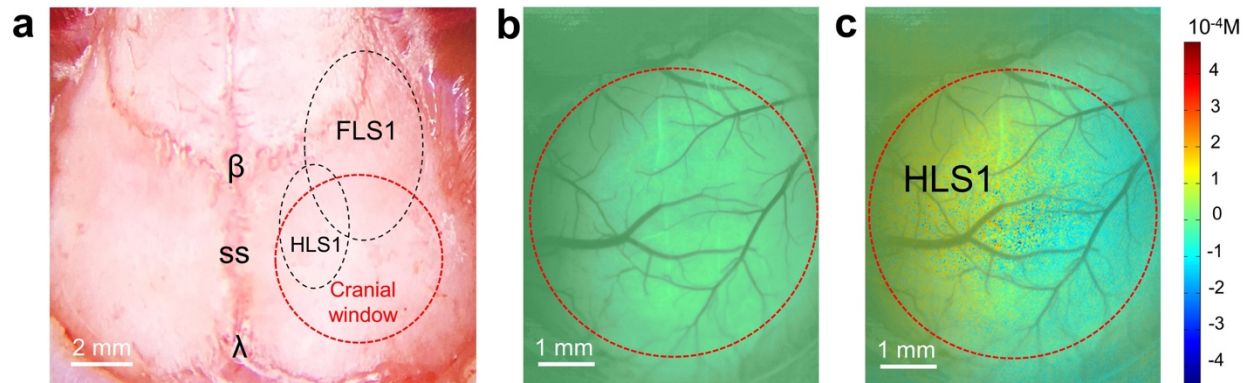 a
b
c
10⁻⁴M
FLS1
β
HLS1
ss
Cranial
window
λ
2 mm
1 mm
HLS1
1 mm
4
3
2
1
0
-1
-2
-3
-4